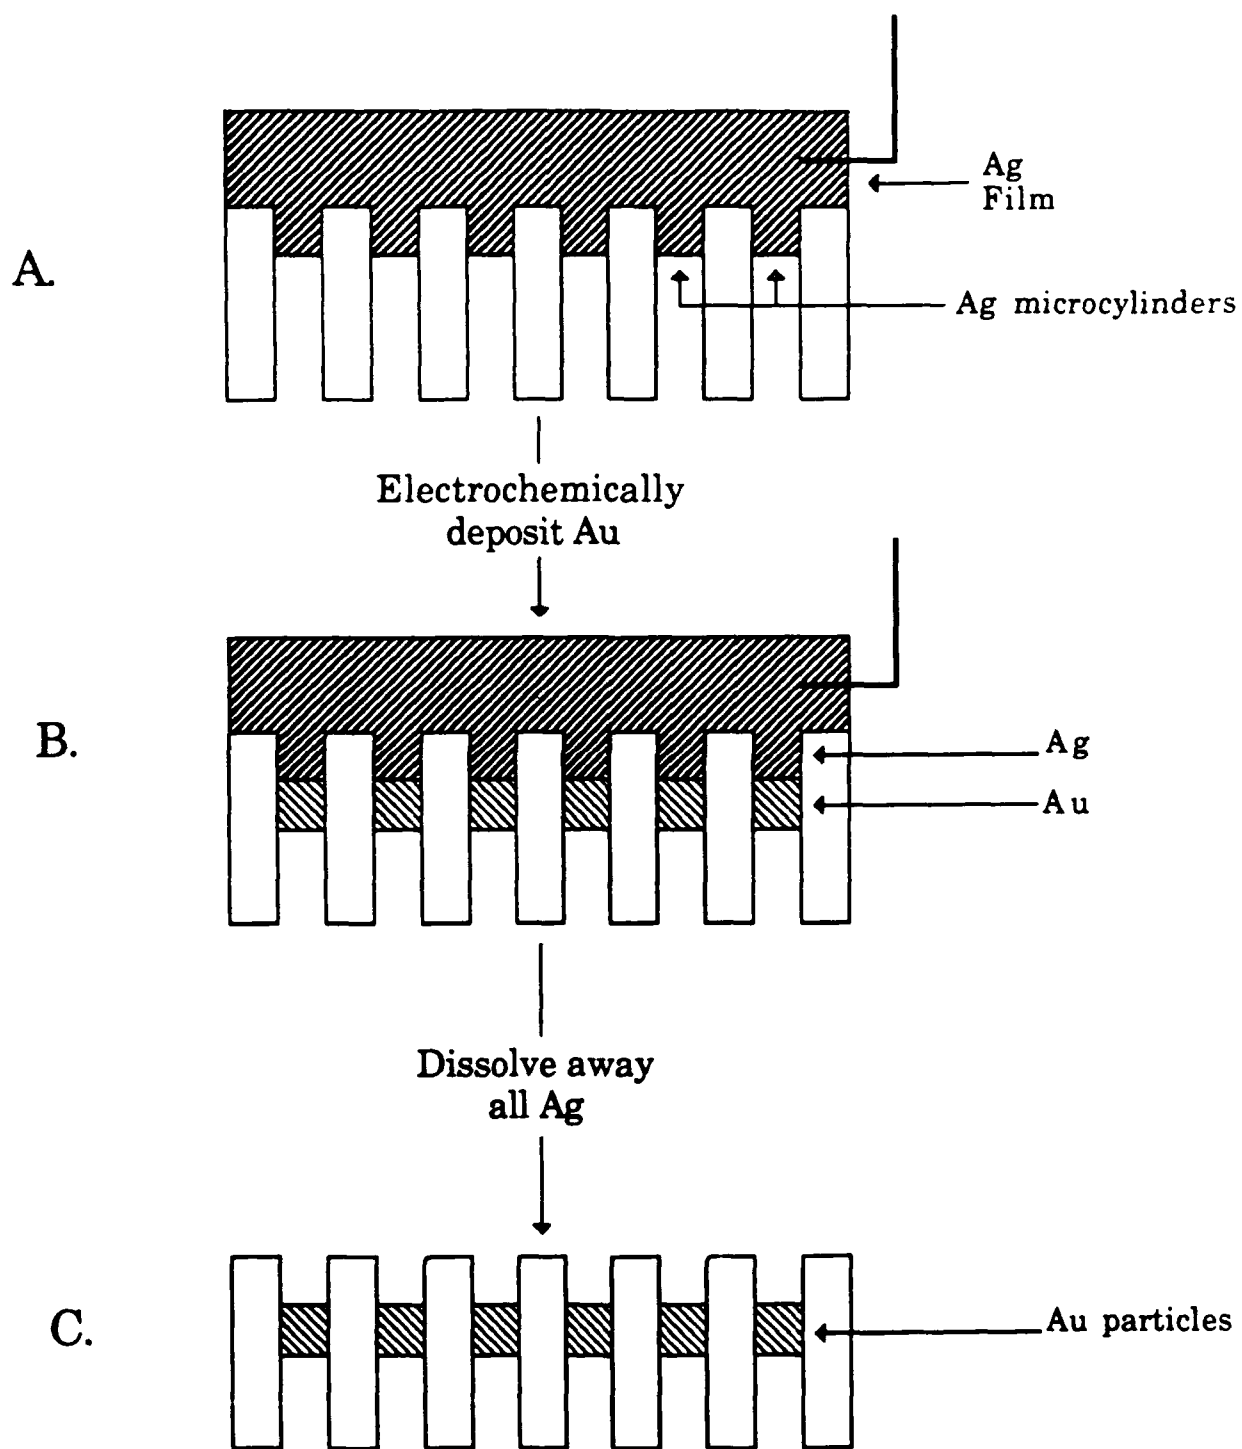 A.
Ag
Film
Ag microcylinders
Electrochemically
deposit Au
B.
Ag
Au
Dissolve away
all Ag
C.
Au particles